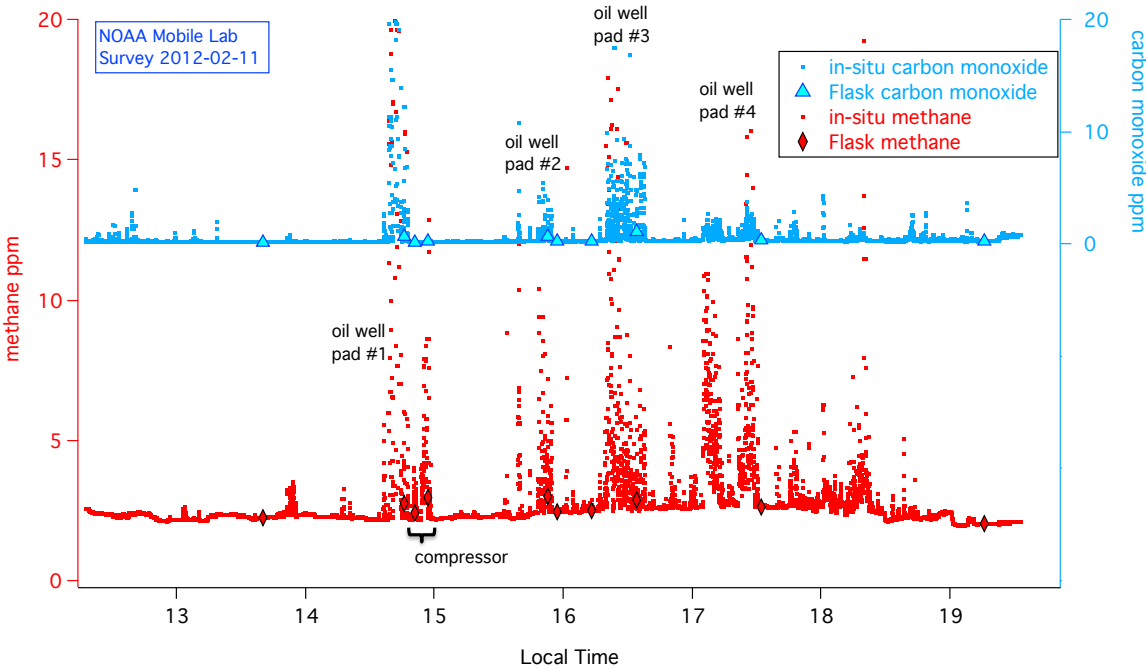 NOAA Mobile Lab
Survey 2012-02-11
oil well
pad #3
in-situ carbon monoxide
Flask carbon monoxide
in-situ methane
Flask methane
oil well
pad #4
oil well
pad #2
oil well
pad #1
compressor
methane ppm
20
15
10
5
0
carbon monoxide ppm
20
10
0
13
14
15
16
17
18
19
Local Time